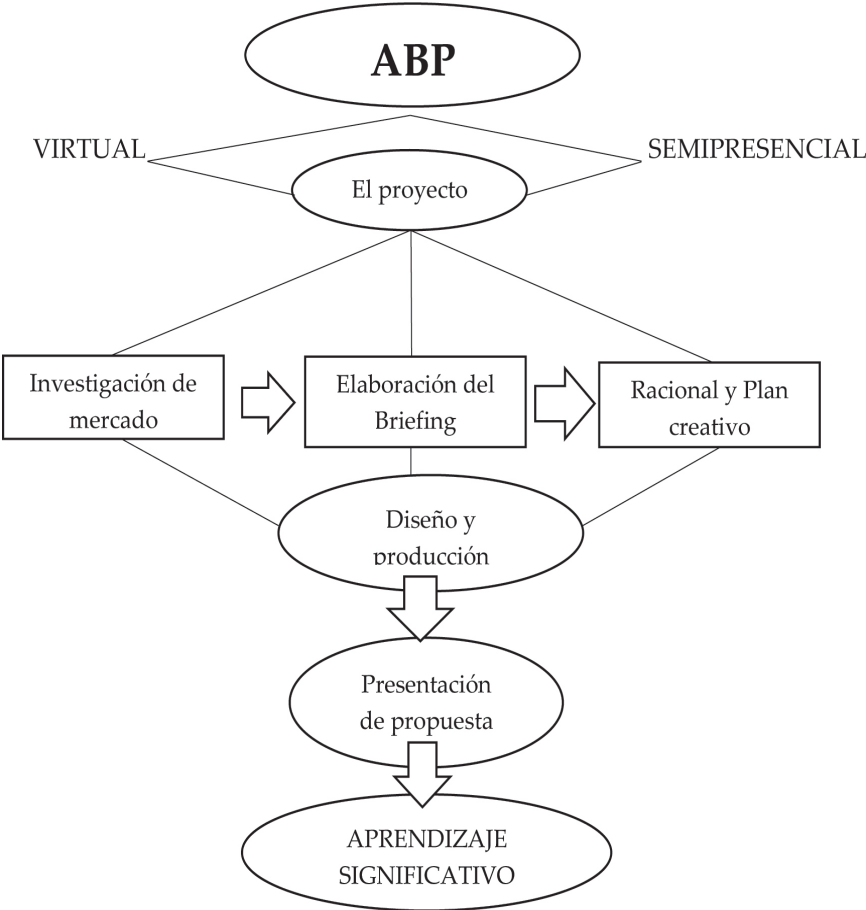 ABP
VIRTUAL
SEMIPRESENCIAL
El proyecto
Investigación de
mercado
Elaboración del
Briefing
Racional y Plan
creativo
Diseño y
producción
Presentación
de propuesta
APRENDIZAJE
SIGNIFICATIVO